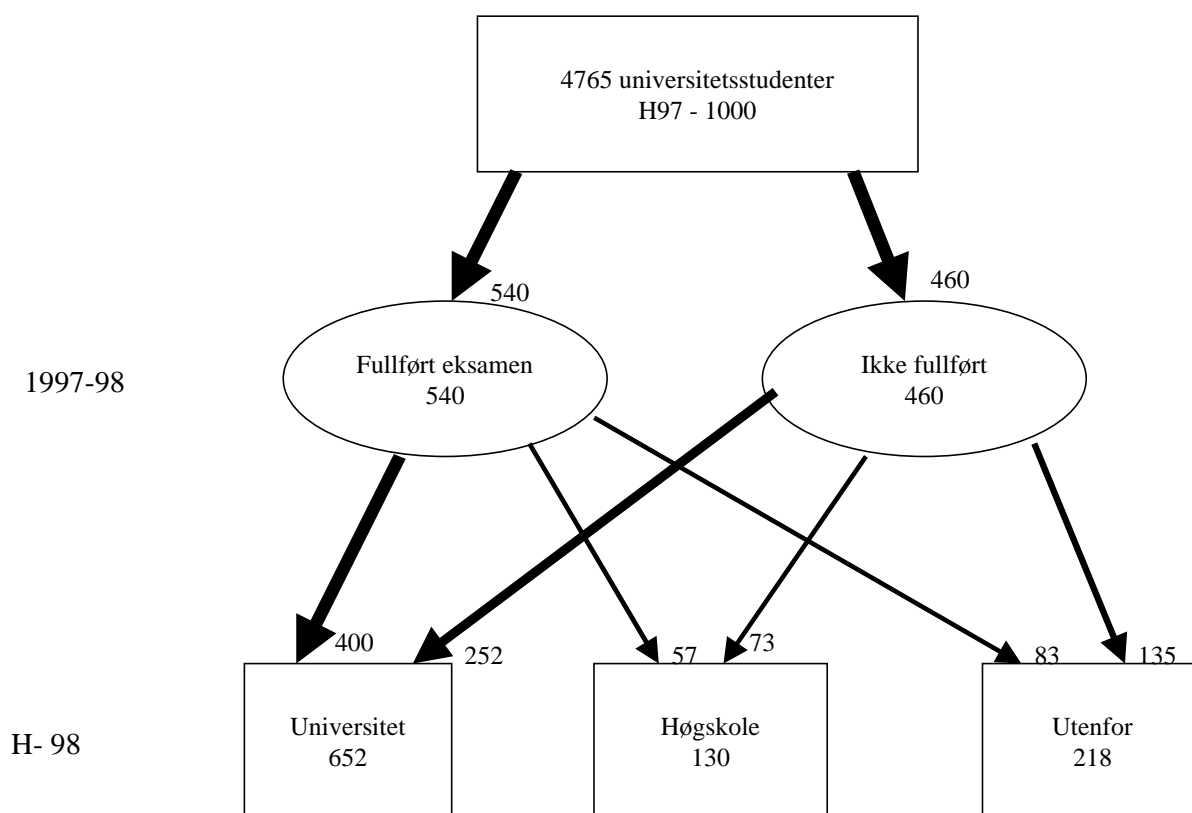 4765 universitetsstudenter
H97 - 1000
540
460
1997-98
Fullført eksamen
540
Ikke fullført
460
400
252
57
73
83
135
H- 98
Universitet
652
Høgskole
130
Utenfor
218